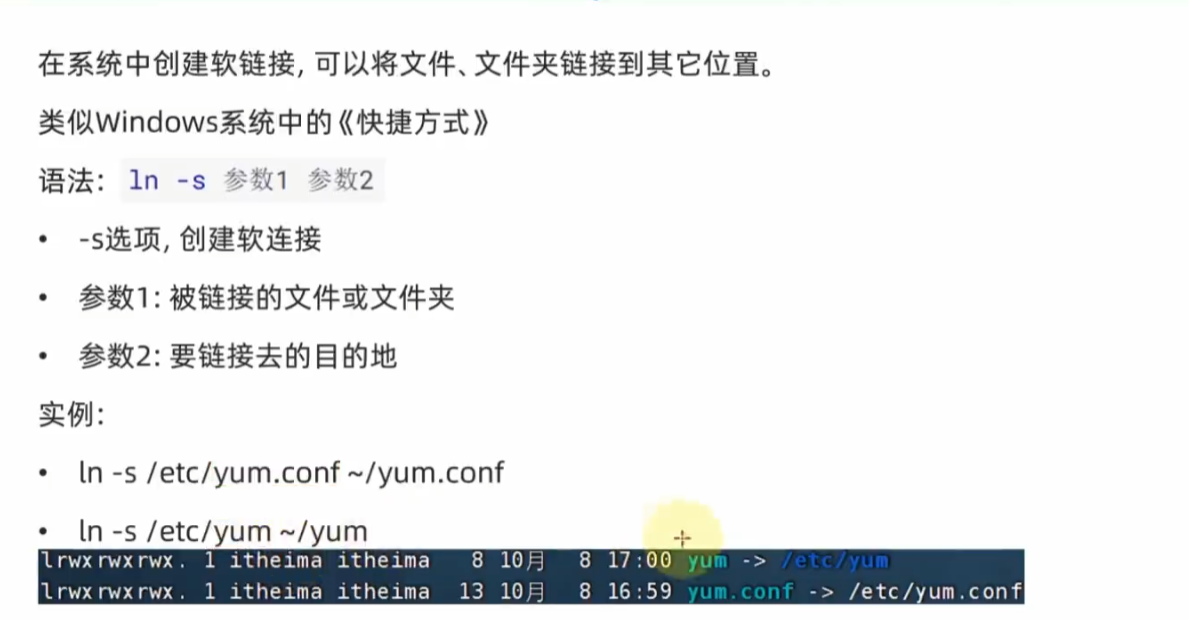 在系统中创建软链接, 可以将文件、文件夹链接到其它位置。
类似Windows系统中的《快捷方式》
语法: ln -s 参数1 参数2
• -s选项, 创建软连接
• 参数1: 被链接的文件或文件夹
• 参数2: 要链接去的目的地
实例:
• ln -s /etc/yum.conf ~/yum.conf
• ln -s /etc/yum ~/yum
lrwxrwxrwx. 1 itheima itheima 8 10月 8 17:00 yum -> /etc/yum
lrwxrwxrwx. 1 itheima itheima 13 10月 8 16:59 yum.conf -> /etc/yum.conf